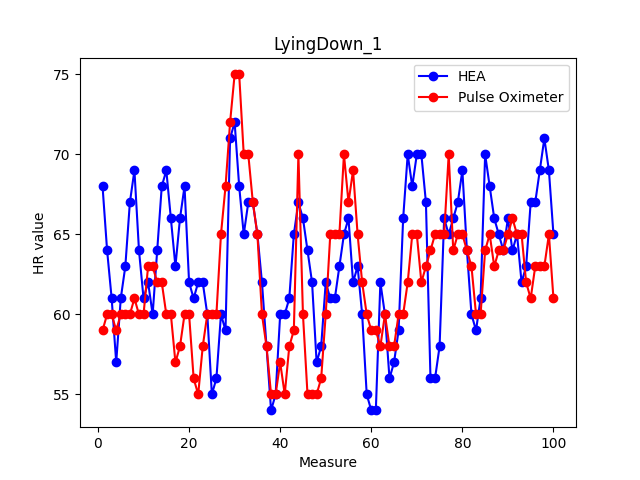 LyingDown_1
HEA
Pulse Oximeter
75
70
65
60
55
HR value
0 20 40 60 80 100
Measure